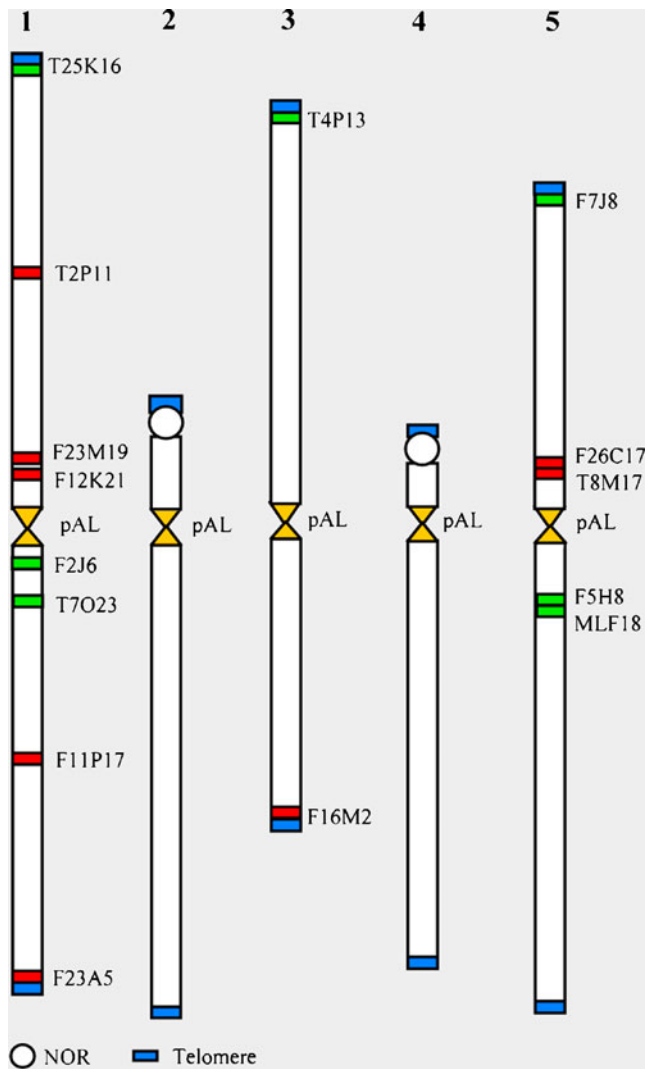 1 2 3 4 5
T25K16
T4P13
F7J8
T2P11
F23M19
F12K21
F26C17
T8M17
pAL pAL pAL pAL pAL
F2J6
T7O23
F5H8
MLF18
F11P17
F16M2
F23A5
NOR Telomere